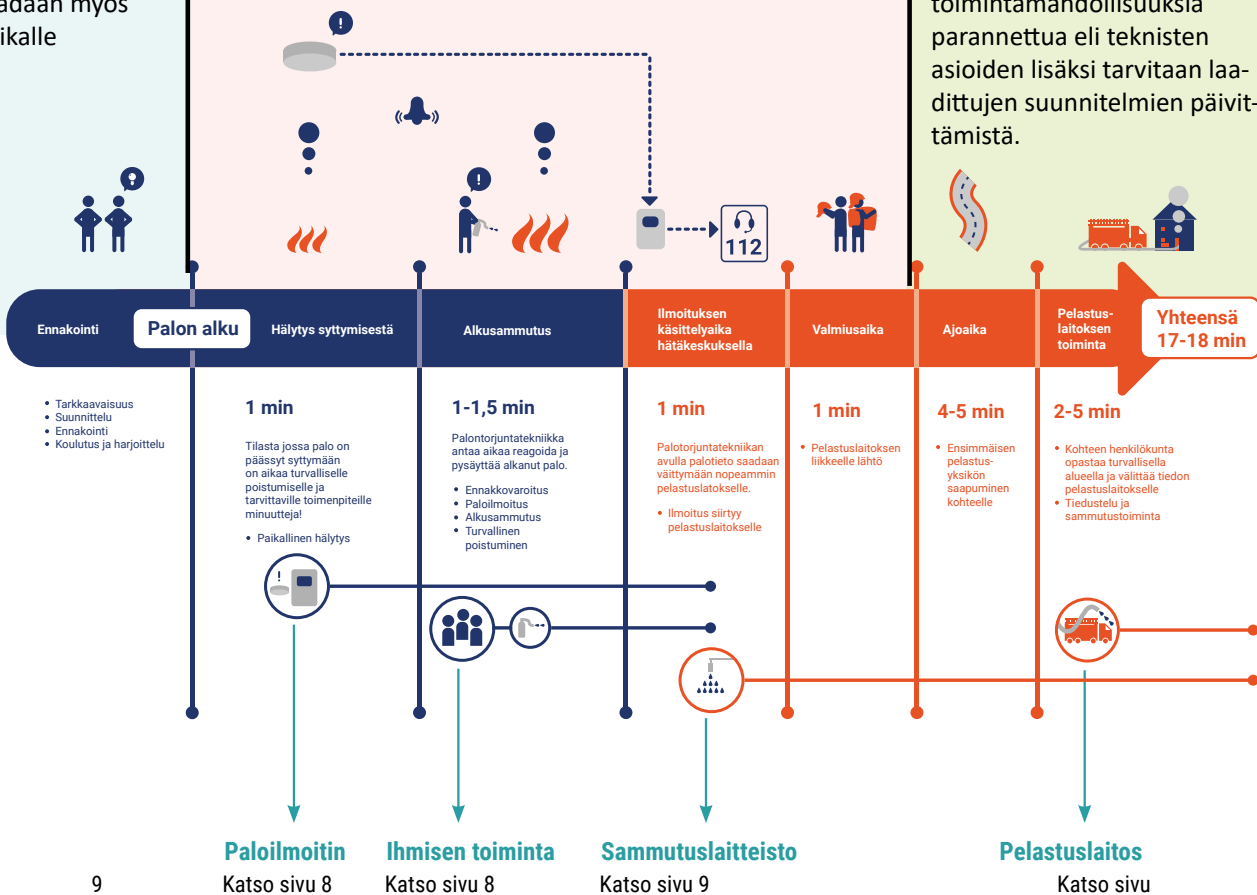 myös
ikalle
parannettua eli teknisten
asioiden lisäksi tarvitaan laa-
dittujen suunnitelmien päivit-
tämistä.
!
!
112
Ennakointi
Palon alku
Hälytys syttymisestä
Alkusammutus
Ilmoituksen
käsittelyaika
hätäkeskuksella
Valmiusaika
Ajoaika
Pelastus-
laitoksen
toiminta
Yhteensä
17-18 min
• Tarkkaavaisuus
• Suunnittelu
• Ennakointi
• Koulutus ja harjoittelu
1 min
Tilasta jossa palo on
päässyt syttymään
on aikaa turvalliselle
poistumiselle ja
tarvittaville toimenpiteille
minuutteja!
• Paikallinen hälytys
1-1,5 min
Palontorjuntatekniikka
antaa aikaa reagoida ja
pysäyttää alkanut palo.
• Ennakkovaroitus
• Paloilmoitus
• Alkusammutus
• Turvallinen
poistuminen
1 min
Palotorjuntatekniikan
avulla palotieto saadaan
väittymään nopeammin
pelastuslatokselle.
• Ilmoitus siirtyy
pelastuslaitokselle
1 min
• Pelastuslaitoksen
liikkeelle lähtö
4-5 min
• Ensimmäisen
pelastus-
yksikön
saapuminen
kohteelle
2-5 min
• Kohteen henkilökunta
opastaa turvallisella
alueella ja välittää tiedon
pelastuslaitokselle
• Tiedustelu ja
sammutustoiminta
!
Paloilmoitin
Katso sivu 8
Ihmisen toiminta
Katso sivu 8
Sammutuslaitteisto
Katso sivu 9
Pelastuslaitos
Katso sivu
9